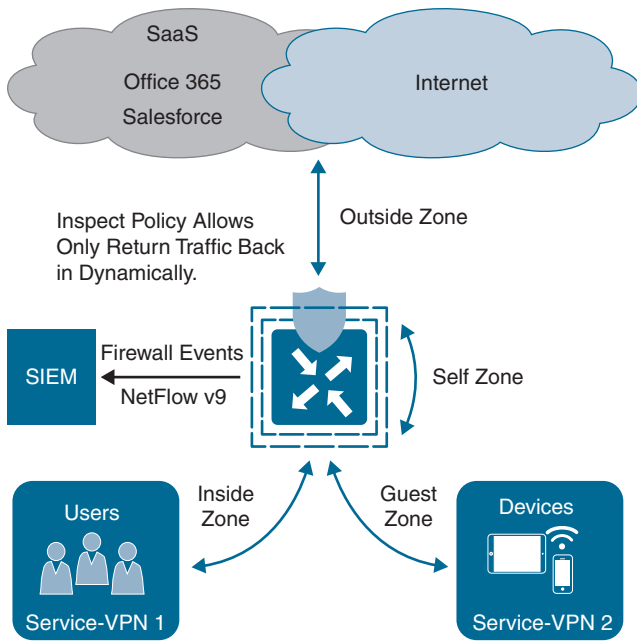 SaaS
Office 365
Salesforce
Internet
Inspect Policy Allows
Only Return Traffic Back
in Dynamically.
Outside Zone
SIEM
Firewall Events
NetFlow v9
Self Zone
Inside
Zone
Guest
Zone
Users
Service-VPN 1
Devices
Service-VPN 2